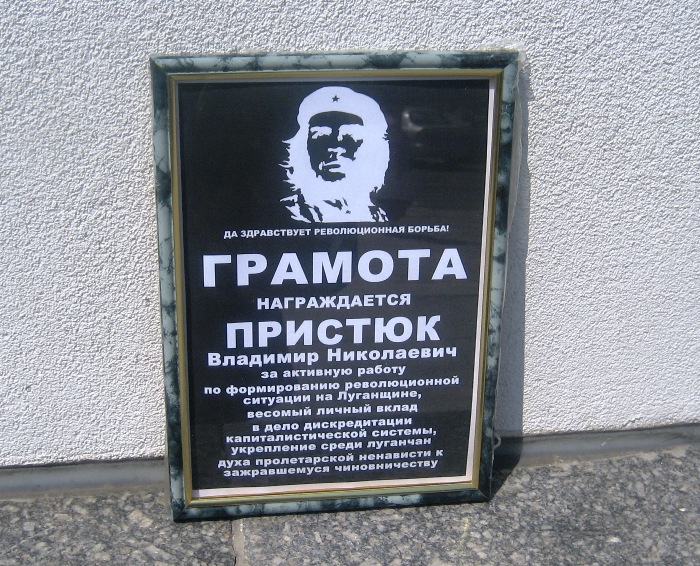 ДА ЗДРАВСТВУЕТ РЕВОЛЮЦИОННАЯ БОРЬБА!
ГРАМОТА
НАГРАЖДАЕТСЯ
ПРИСТЮК
Владимир Николаевич
за активную работу
по формированию революционной
ситуации на Луганщине,
весомый личный вклад
в дело дискредитации
капиталистической системы,
укрепление среди луганчан
духа пролетарской ненависти к
зажравшемуся чиновничеству